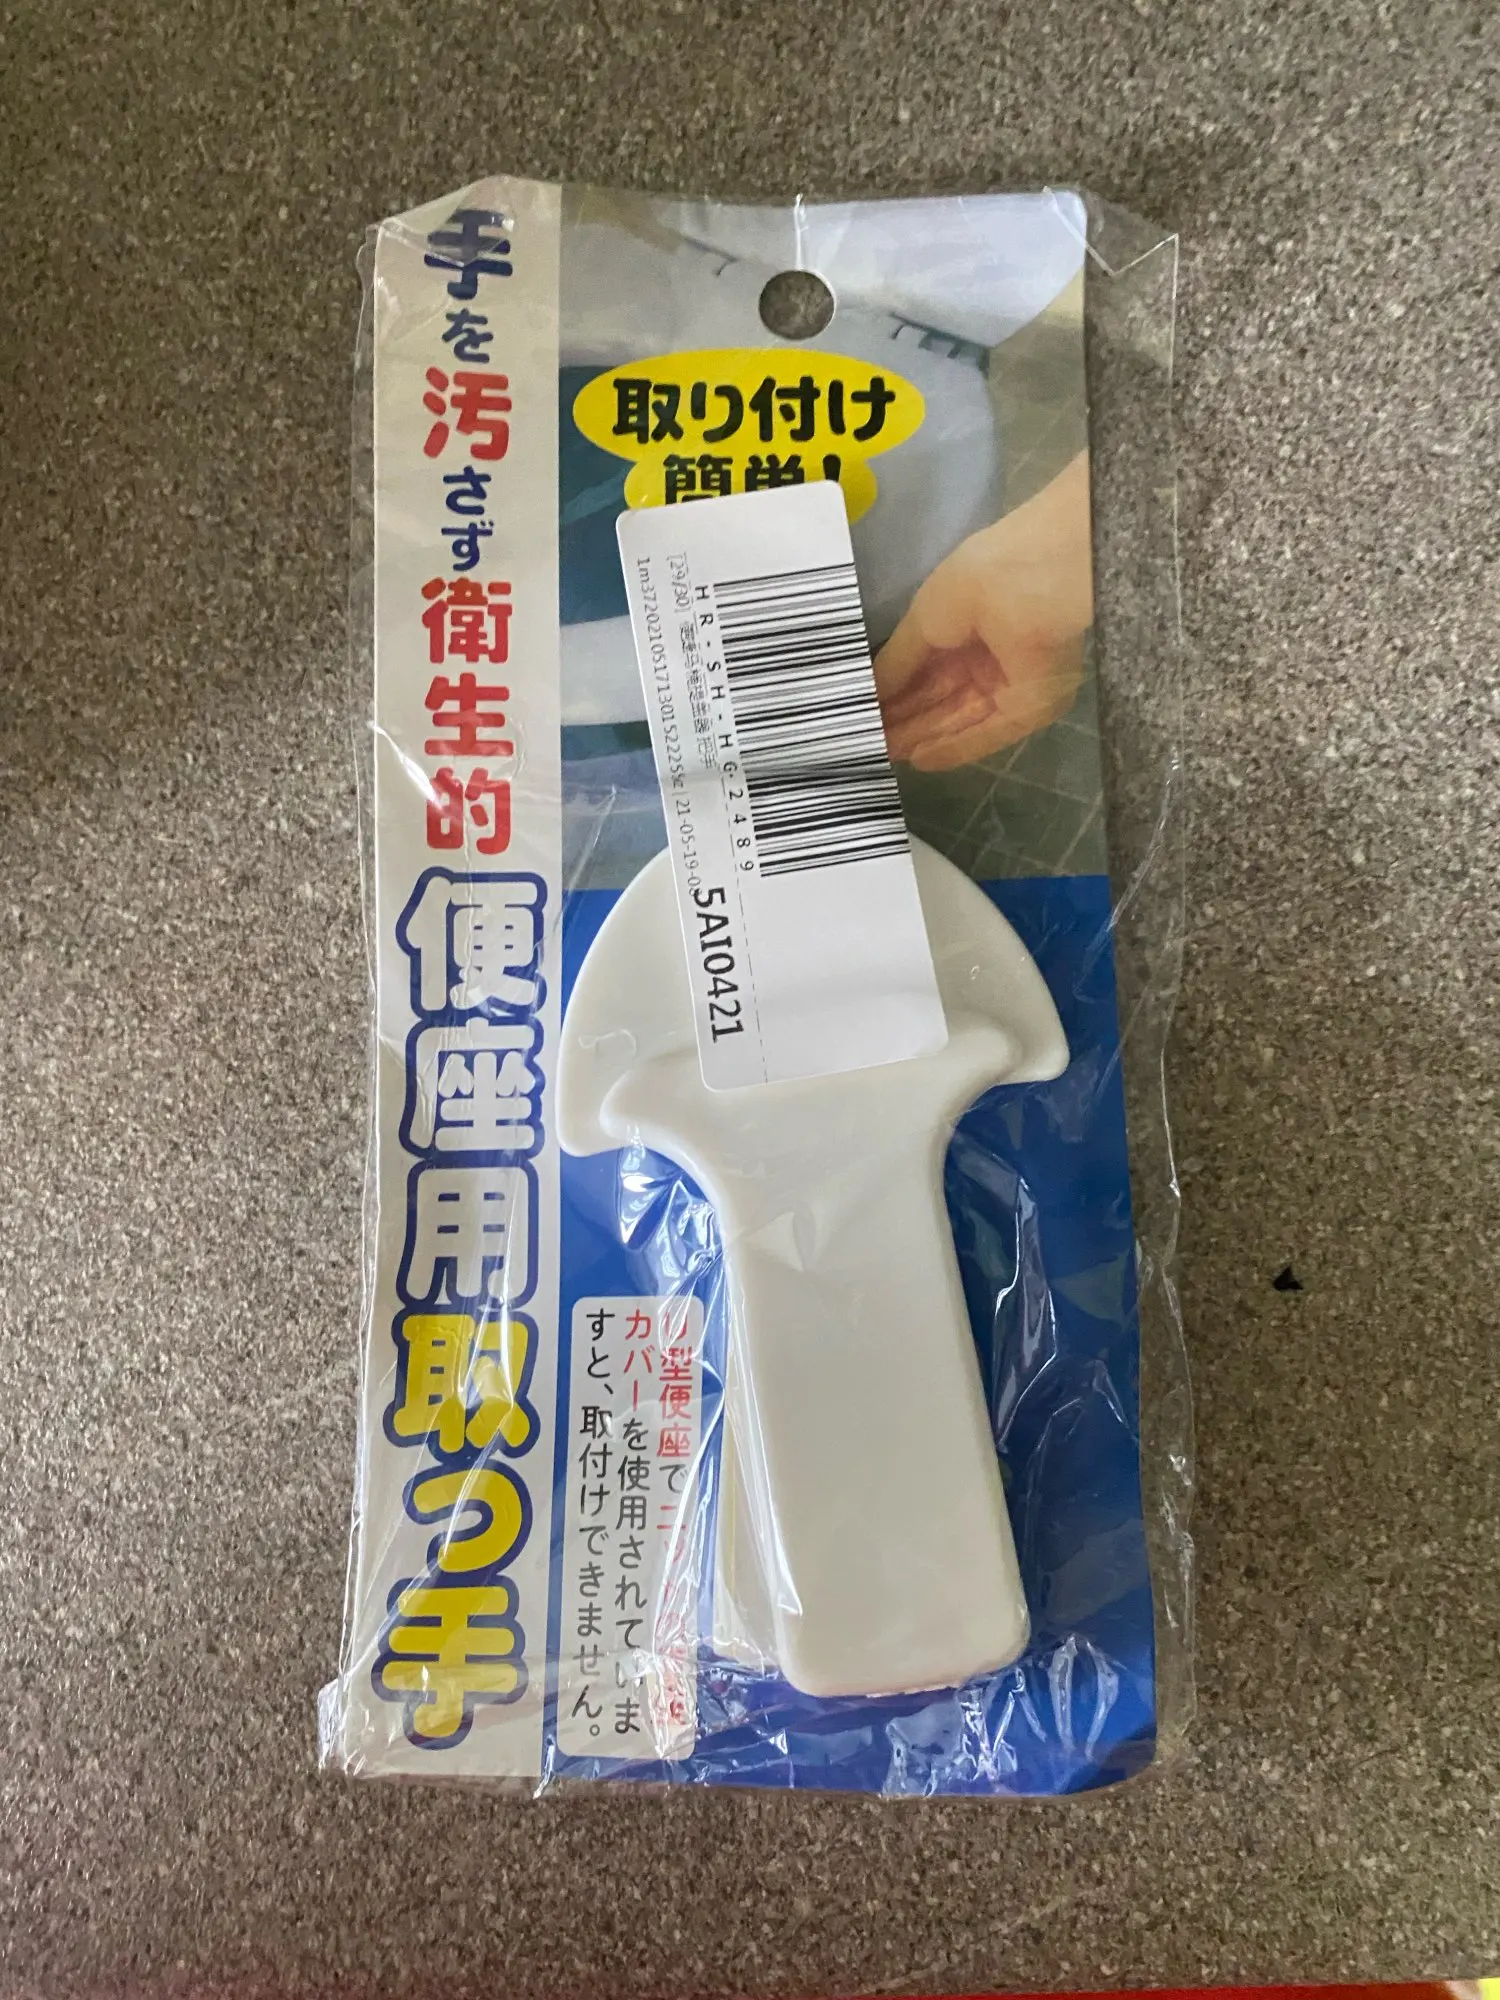 手を汚さず衛生的
便座用取っ手
取り付け
簡単!
HR-SH-HG-2489
5AI0421
U型便座で
カバーを使用されていま
すと、取付けできません。